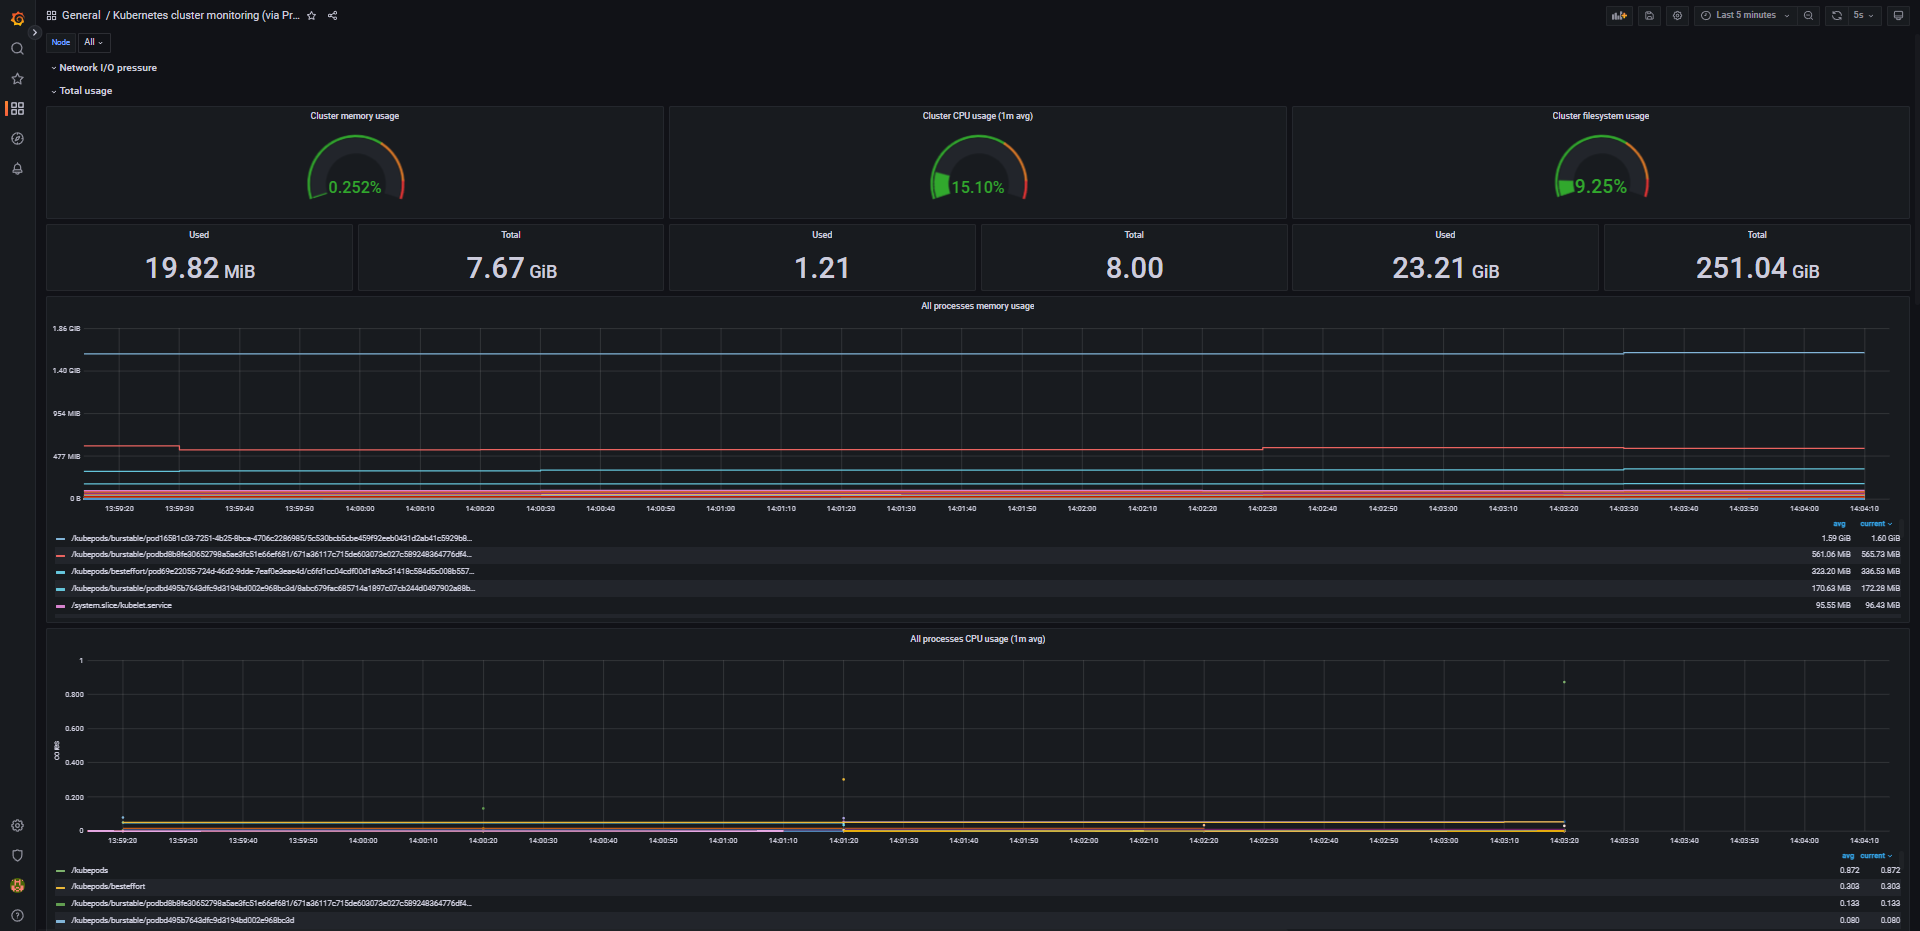 General / Kubernetes cluster monitoring (via Pr...
Last 5 minutes
5s
Node All
Network I/O pressure
Total usage
Cluster memory usage
0.252%
Cluster CPU usage (1m avg)
15.10%
Cluster filesystem usage
9.25%
Used
19.82 MiB
Total
7.67 GiB
Used
1.21
Total
8.00
Used
23.21 GiB
Total
251.04 GiB
All processes memory usage
1.86 GiB
1.40 GiB
954 MiB
477 MiB
0 B
13:59:20 13:59:30 13:59:40 13:59:50 14:00:00 14:00:10 14:00:20 14:00:30 14:00:40 14:00:50 14:01:00 14:01:10 14:01:20 14:01:30 14:01:40 14:01:50 14:02:00 14:02:10 14:02:20 14:02:30 14:02:40 14:02:50 14:03:00 14:03:10 14:03:20 14:03:30 14:03:40 14:03:50 14:04:00 14:04:10
avg current
/kubepods/burstable/pod16581c03-7251-4b25-8bca-4706c2286985/5c530bcb5cbe459f92eeb0431d2ab41c5929b8... 1.59 GiB 1.60 GiB
/kubepods/burstable/podbd8b8fe30652798a5ae3fc51e66ef681/671a36117c715de603073e027c589248364776df4... 561.06 MiB 565.73 MiB
/kubepods/besteffort/pod69e22055-724d-46d2-9dde-7eaf0e3eae4d/c6fd1cc04cdf00d1a9bc31418c584d5c008b557... 323.20 MiB 336.53 MiB
/kubepods/burstable/podbd495b7643dfc9d3194bd002e968bc3d/8abc679fac685714a1897c07cb244d0497902a88b... 170.63 MiB 172.28 MiB
/system.slice/kubelet.service 95.55 MiB 96.43 MiB
All processes CPU usage (1m avg)
cores
1
0.800
0.600
0.400
0.200
0
13:59:20 13:59:30 13:59:40 13:59:50 14:00:00 14:00:10 14:00:20 14:00:30 14:00:40 14:00:50 14:01:00 14:01:10 14:01:20 14:01:30 14:01:40 14:01:50 14:02:00 14:02:10 14:02:20 14:02:30 14:02:40 14:02:50 14:03:00 14:03:10 14:03:20 14:03:30 14:03:40 14:03:50 14:04:00 14:04:10
avg current
/kubepods 0.872 0.872
/kubepods/besteffort 0.303 0.303
/kubepods/burstable/podbd8b8fe30652798a5ae3fc51e66ef681/671a36117c715de603073e027c589248364776df4... 0.133 0.133
/kubepods/burstable/podbd495b7643dfc9d3194bd002e968bc3d 0.080 0.080